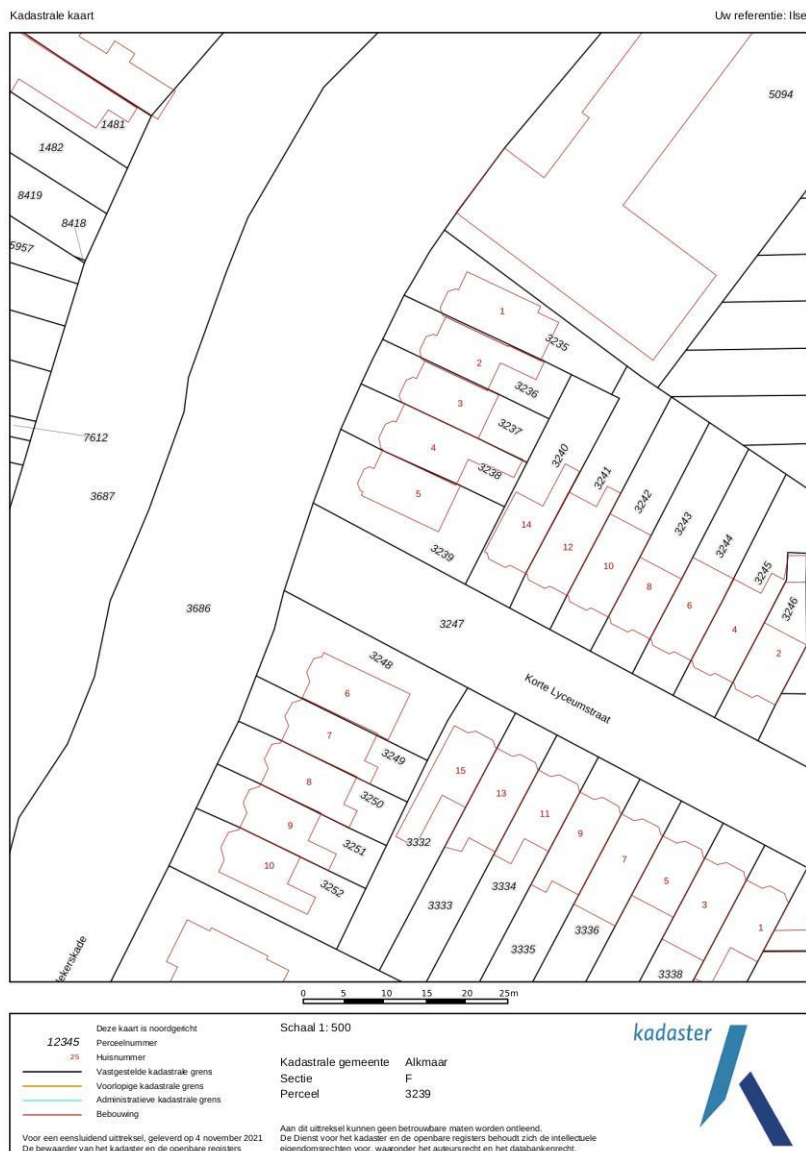 Kadastrale kaart
Uw referentie: Ilse
5094
1481
1482
8419
8418
5957
1
3235
2
3236
3
3237
4
3238
5
3239
3240
3241
3242
3243
3244
3245
3246
14
12
10
8
6
4
2
7612
3687
3686
3247
Korte Lyceumstraat
3248
6
7
3249
8
3250
9
3251
10
3252
15
13
11
9
7
5
3
1
3332
3333
3334
3335
3336
3338
0 5 10 15 20 25m
Deze kaart is noordgericht
12345 Perceelnummer
25 Huisnummer
Vastgestelde kadastrale grens
Voorlopige kadastrale grens
Administratieve kadastrale grens
Bebouwing
Voor een eensluidend uittreksel, geleverd op 4 november 2021
De bewaarder van het kadaster en de openbare registers
Schaal 1: 500
Kadastrale gemeente Alkmaar
Sectie F
Perceel 3239
Aan dit uittreksel kunnen geen betrouwbare maten worden ontleend.
De Dienst voor het kadaster en de openbare registers behoudt zich de intellectuele
eigendomsrechten voor, waaronder het auteursrecht en het databankenrecht.
kadaster